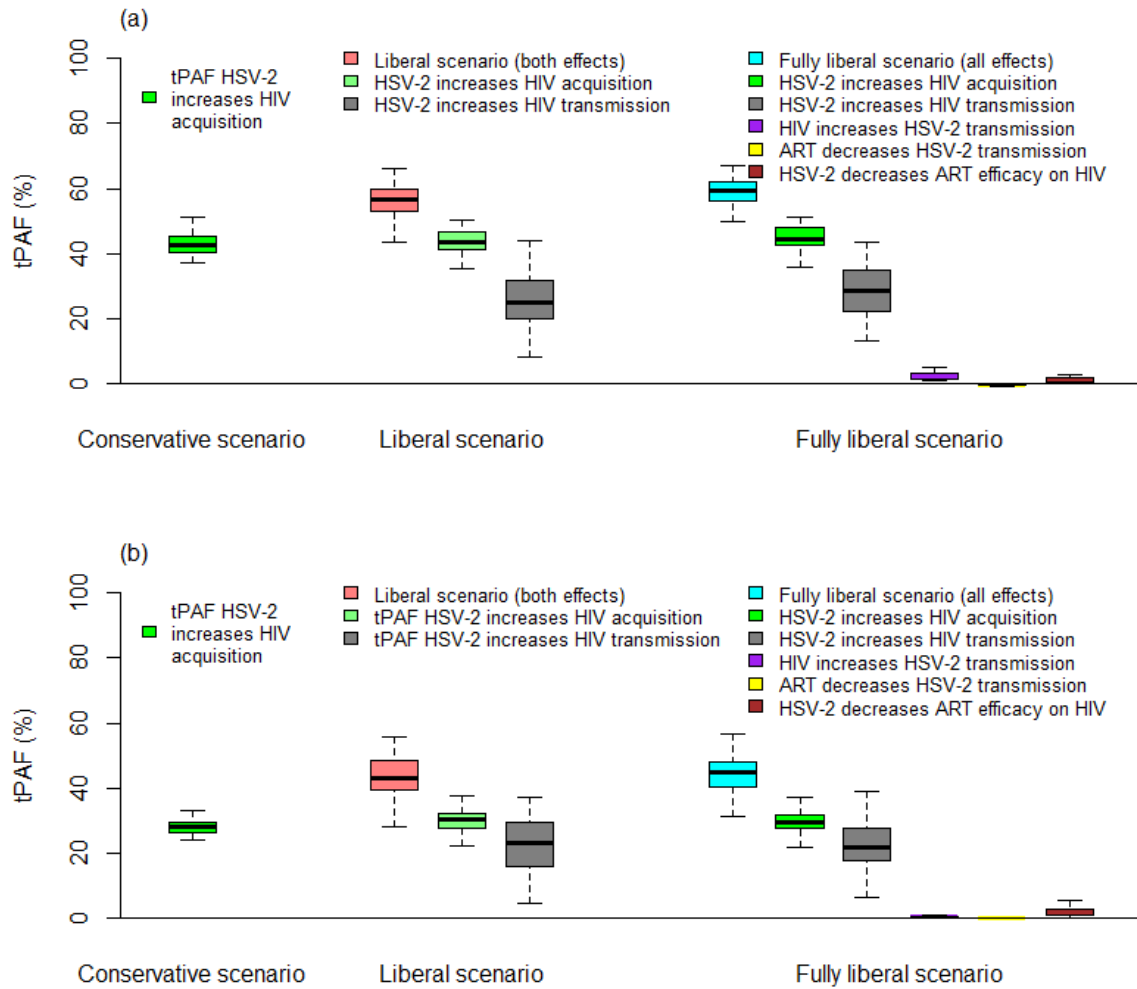 (a)
tPAF (%)
0 20 40 60 80 100
tPAF HSV-2
increases HIV
acquisition
Liberal scenario (both effects)
HSV-2 increases HIV acquisition
HSV-2 increases HIV transmission
Fully liberal scenario (all effects)
HSV-2 increases HIV acquisition
HSV-2 increases HIV transmission
HIV increases HSV-2 transmission
ART decreases HSV-2 transmission
HSV-2 decreases ART efficacy on HIV
Conservative scenario
Liberal scenario
Fully liberal scenario
(b)
tPAF (%)
0 20 40 60 80 100
tPAF HSV-2
increases HIV
acquisition
Liberal scenario (both effects)
tPAF HSV-2 increases HIV acquisition
tPAF HSV-2 increases HIV transmission
Fully liberal scenario (all effects)
HSV-2 increases HIV acquisition
HSV-2 increases HIV transmission
HIV increases HSV-2 transmission
ART decreases HSV-2 transmission
HSV-2 decreases ART efficacy on HIV
Conservative scenario
Liberal scenario
Fully liberal scenario